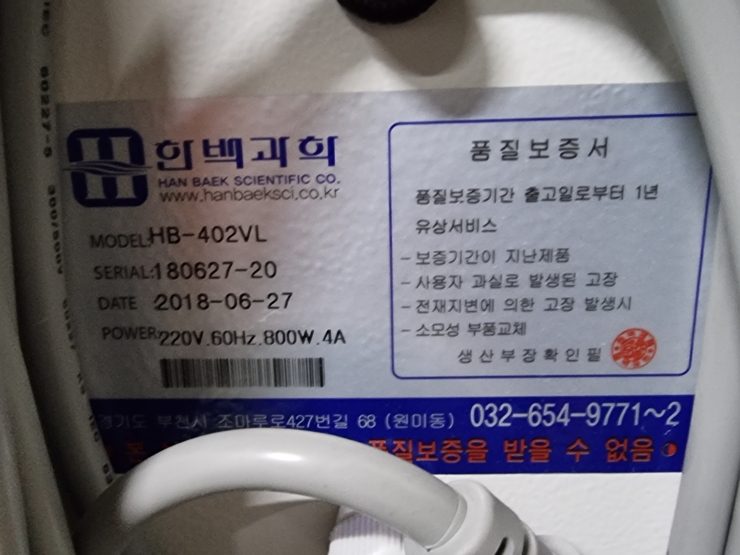 한백과학
HAN BAEK SCIENTIFIC CO.
www.hanbaeksci.co.kr
MODEL: HB-402VL
SERIAL: 180627-20
DATE 2018-06-27
POWER: 220V.60Hz.800W.4A
품질보증서
품질보증기간 출고일로부터 1년
유상서비스
- 보증기간이 지난제품
- 사용자 과실로 발생된 고장
- 전재지변에 의한 고장 발생시
- 소모성 부품교체
생산부장확인필
경기도 부천시 조마루로427번길 68 (원미동) 032-654-9771~2
본 품질보증을 받을 수 없음
60227-5 300/500V